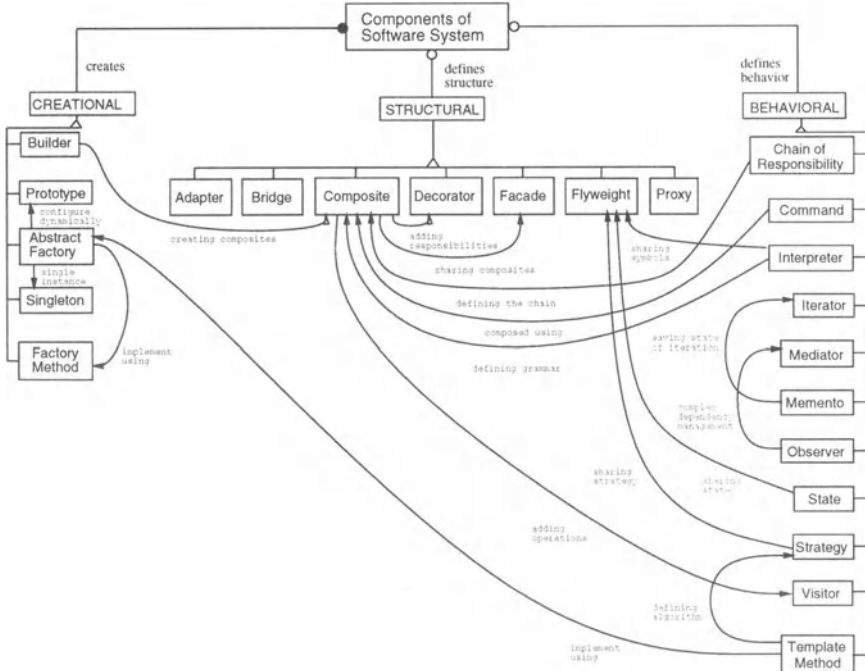 Components of
Software System
creates
defines
structure
defines
behavior
CREATIONAL
STRUCTURAL
BEHAVIORAL
Builder
Prototype
configure
dynamically
Abstract
Factory
single
instance
Singleton
Factory
Method
implement
using
Adapter
Bridge
Composite
Decorator
Facade
Flyweight
Proxy
creating composites
adding
responsibilities
sharing composites
defining the chain
composed using
defining grammar
sharing
symbols
Chain of
Responsibility
Command
Interpreter
Iterator
saving state
of iteration
Mediator
Memento
complex
dependency
management
Observer
sharing
strategy
sharing
state
State
adding
operations
Strategy
Visitor
defining
algorithm
implement
using
Template
Method